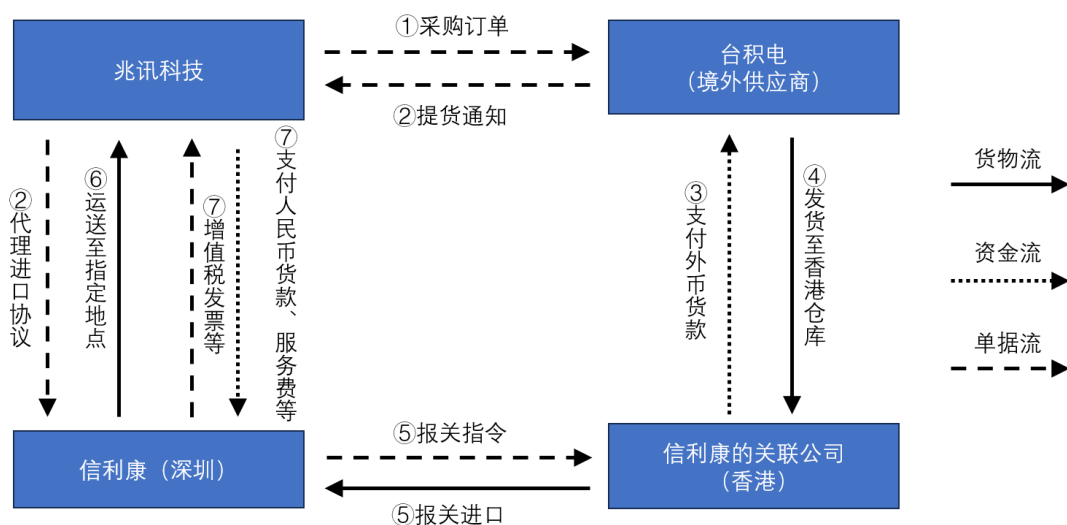 兆讯科技
①采购订单
②提货通知
台积电
（境外供应商）
②代理进口协议
⑥运送至指定地点
⑦增值税发票等
⑦支付人民币货款、服务费等
③支付外币货款
④发货至香港仓库
货物流
资金流
单据流
信利康（深圳）
⑤报关指令
⑤报关进口
信利康的关联公司
（香港）